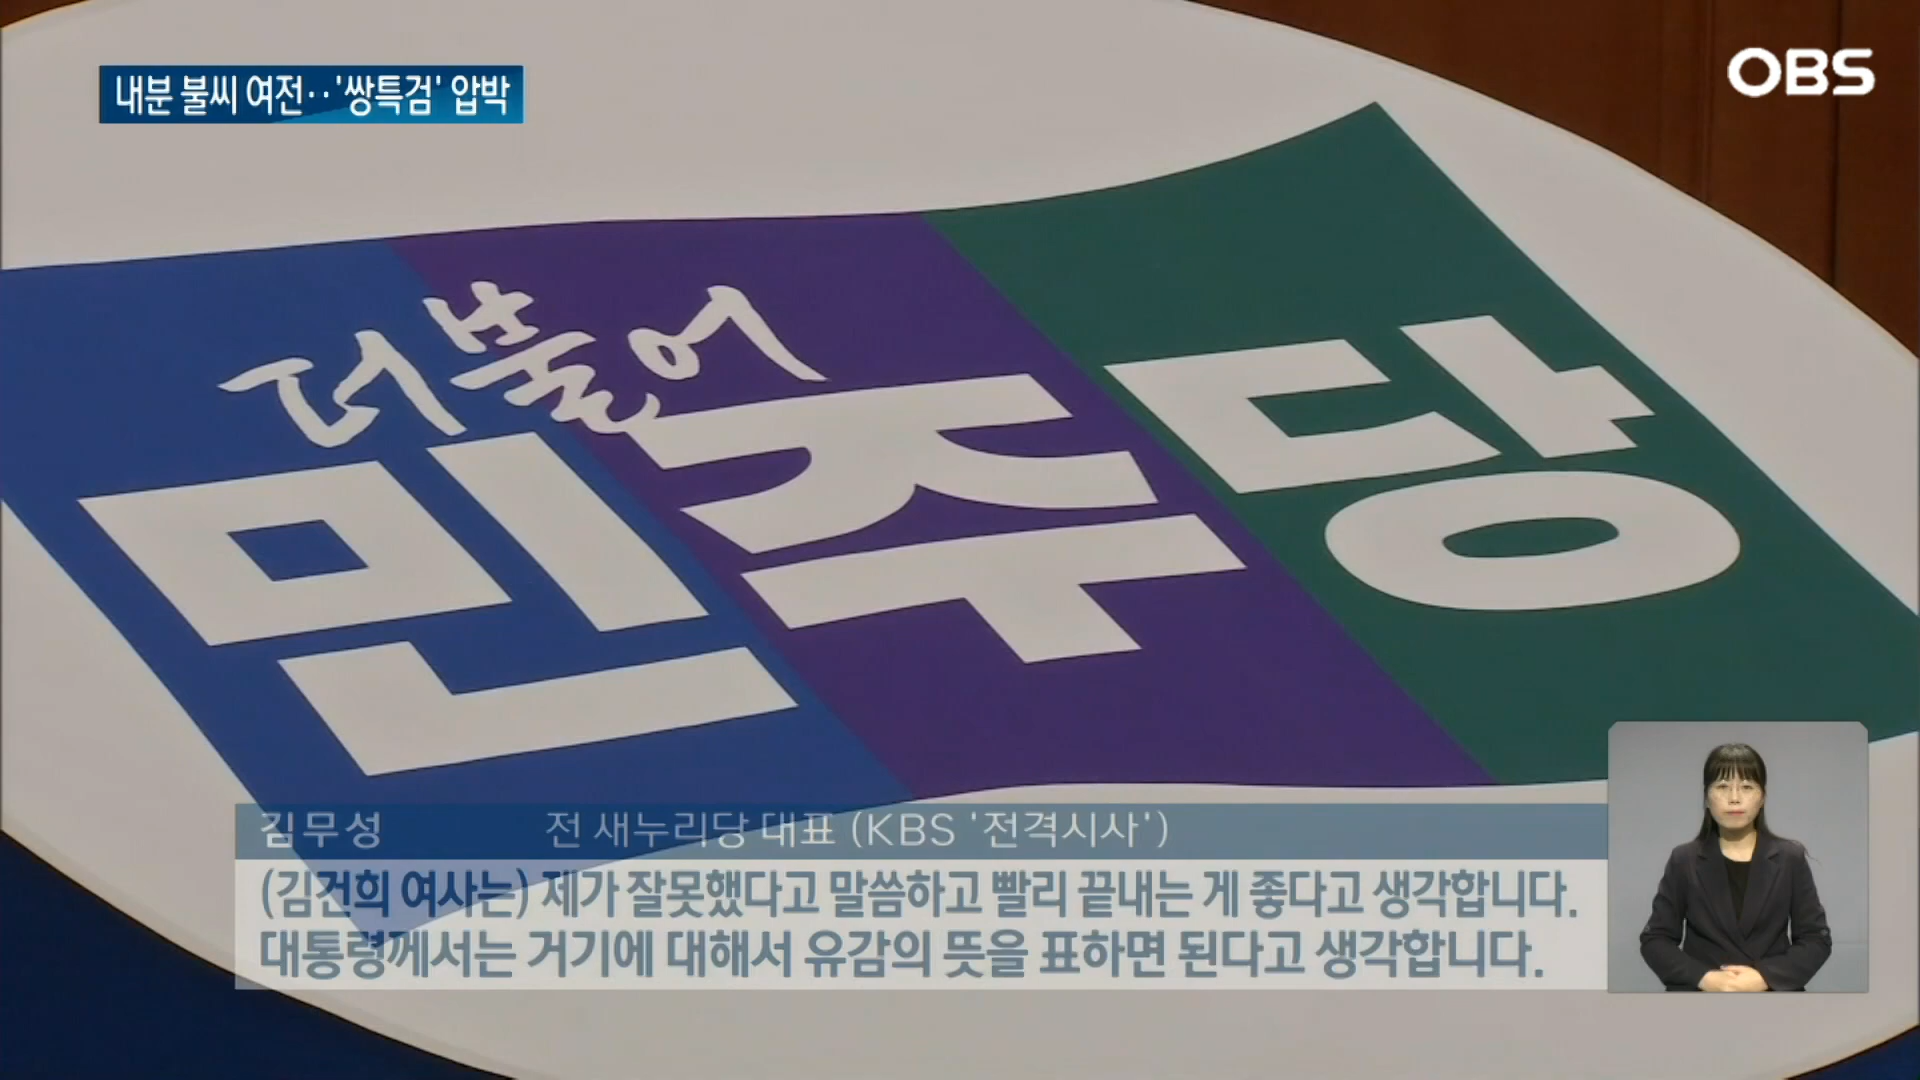 내분 불씨 여전‥'쌍특검' 압박
OBS
더불어
민주당
김무성 전 새누리당 대표 (KBS '전격시사')
(김건희 여사는) 제가 잘못했다고 말씀하고 빨리 끝내는 게 좋다고 생각합니다.
대통령께서는 거기에 대해서 유감의 뜻을 표하면 된다고 생각합니다.